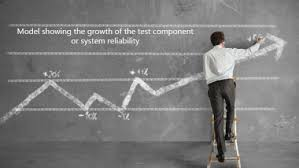 Model showing the growth of the test component
or system reliability